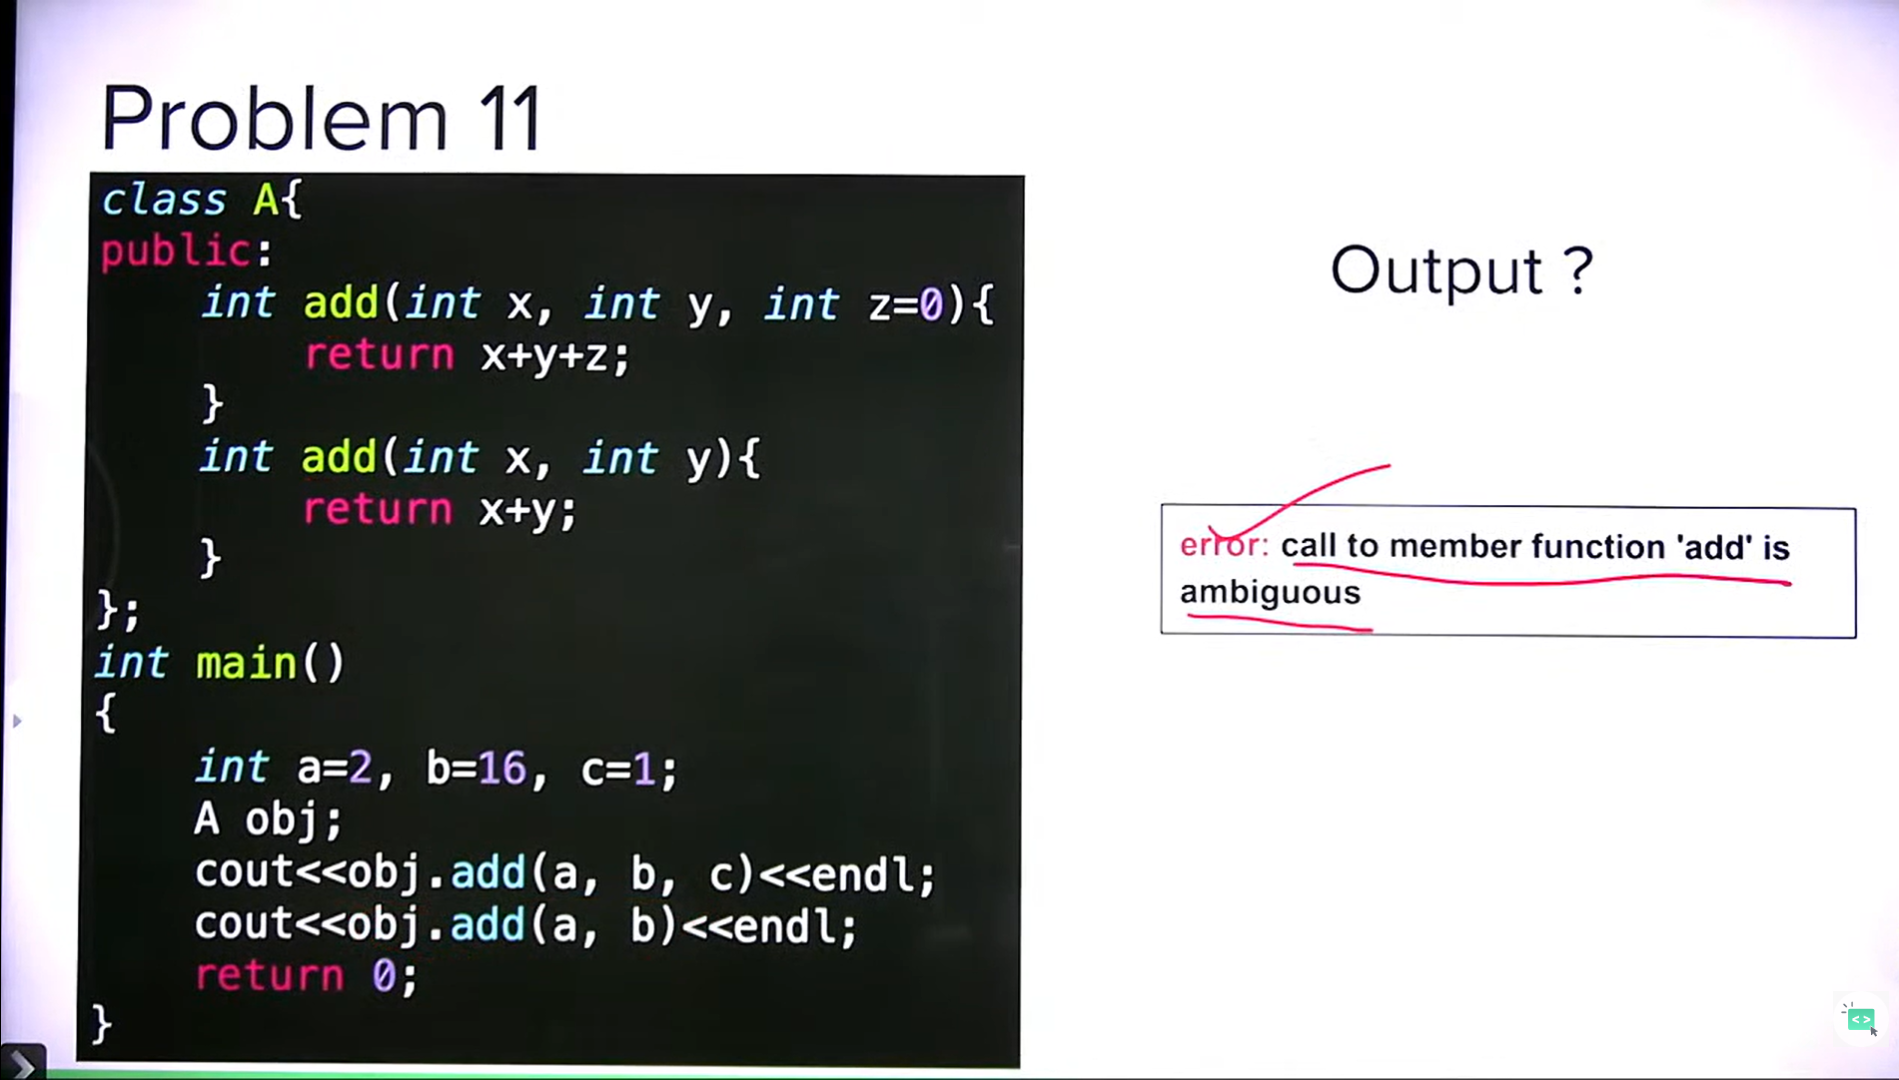 Problem 11
class A{
public:
    int add(int x, int y, int z=0){
        return x+y+z;
    }
    int add(int x, int y){
        return x+y;
    }
};
int main()
{
    int a=2, b=16, c=1;
    A obj;
    cout<<obj.add(a, b, c)<<endl;
    cout<<obj.add(a, b)<<endl;
    return 0;
}
Output ?
error: call to member function 'add' is
ambiguous
< >